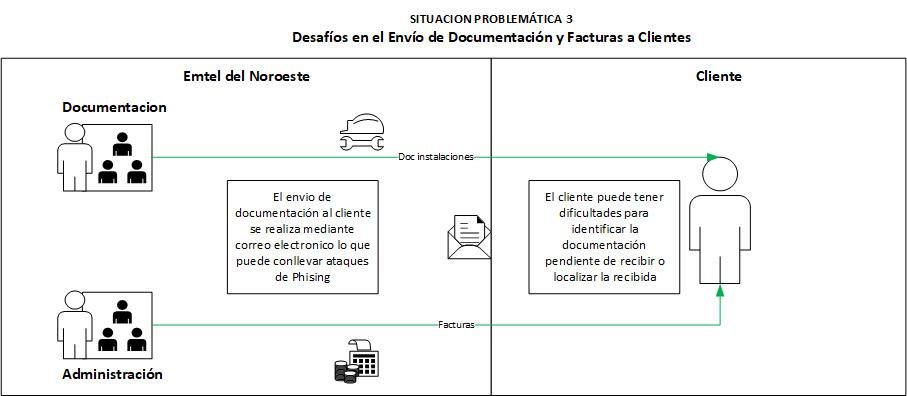 SITUACION PROBLEMÁTICA 3
Desafíos en el Envío de Documentación y Facturas a Clientes
Emtel del Noroeste
Cliente
Documentacion
Doc instalaciones
El envio de
documentación al cliente
se realiza mediante
correo electronico lo que
puede conllevar ataques
de Phising
El cliente puede tener
dificultades para
identificar la
documentación
pendiente de recibir o
localizar la recibida
Facturas
Administración